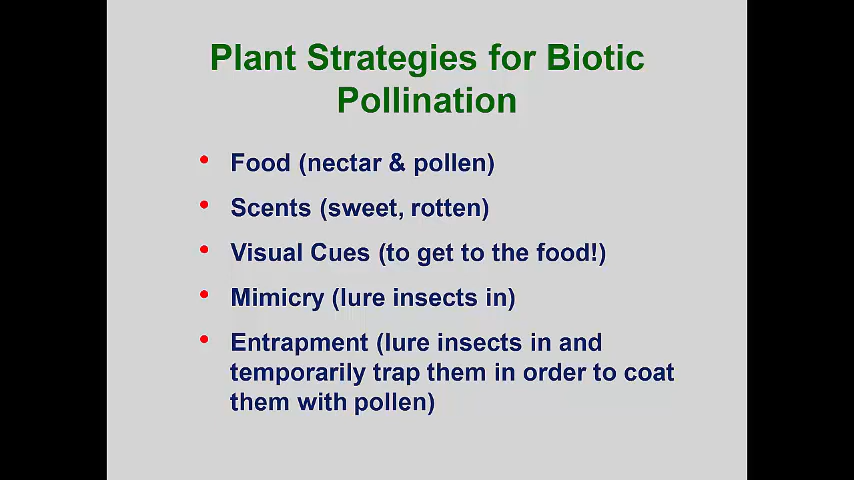 Plant Strategies for Biotic
Pollination
• Food (nectar & pollen)
• Scents (sweet, rotten)
• Visual Cues (to get to the food!)
• Mimicry (lure insects in)
• Entrapment (lure insects in and
temporarily trap them in order to coat
them with pollen)